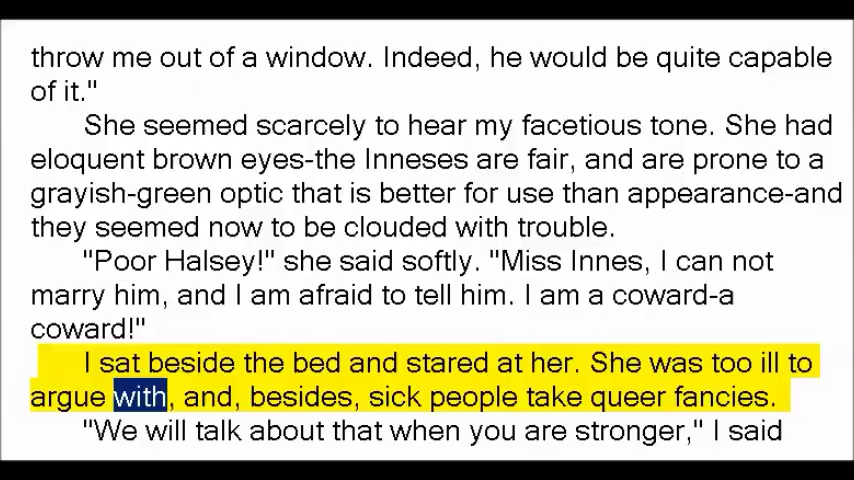 throw me out of a window. Indeed, he would be quite capable
of it."
She seemed scarcely to hear my facetious tone. She had
eloquent brown eyes-the Inneses are fair, and are prone to a
grayish-green optic that is better for use than appearance-and
they seemed now to be clouded with trouble.
"Poor Halsey!" she said softly. "Miss Innes, I can not
marry him, and I am afraid to tell him. I am a coward-a
coward!"
I sat beside the bed and stared at her. She was too ill to
argue with, and, besides, sick people take queer fancies.
"We will talk about that when you are stronger," I said